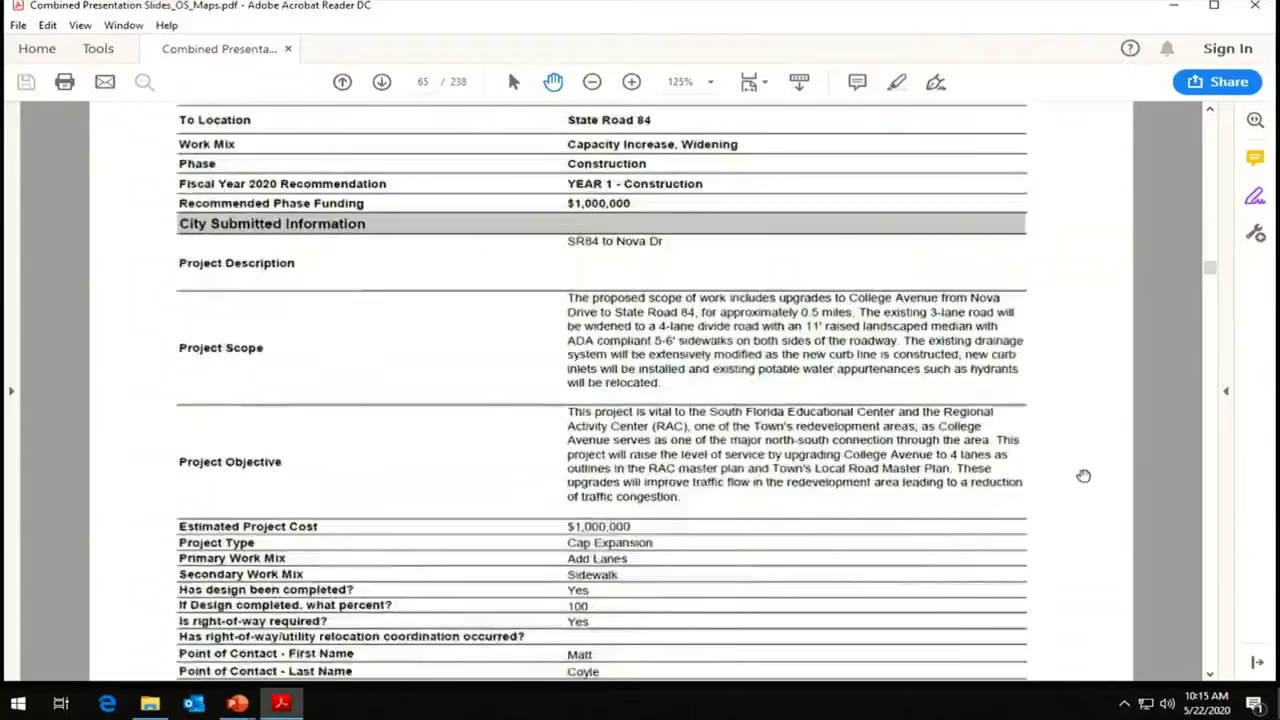 Combined Presentation Slides_OS_Maps.pdf - Adobe Acrobat Reader DC
File Edit View Window Help
Home Tools Combined Presenta... × Sign In
65 / 238 125% Share
To Location State Road 84
Work Mix Capacity Increase, Widening
Phase Construction
Fiscal Year 2020 Recommendation YEAR 1 - Construction
Recommended Phase Funding $1,000,000
City Submitted Information
SR84 to Nova Dr
Project Description
The proposed scope of work includes upgrades to College Avenue from Nova
Drive to State Road 84, for approximately 0.5 miles. The existing 3-lane road will
be widened to a 4-lane divide road with an 11' raised landscaped median with
ADA compliant 5-6' sidewalks on both sides of the roadway. The existing drainage
Project Scope
system will be extensively modified as the new curb line is constructed, new curb
inlets will be installed and existing potable water appurtenances such as hydrants
will be relocated.
This project is vital to the South Florida Educational Center and the Regional
Activity Center (RAC), one of the Town's redevelopment areas, as College
Avenue serves as one of the major north-south connection through the area. This
project will raise the level of service by upgrading College Avenue to 4 lanes as
Project Objective
outlines in the RAC master plan and Town's Local Road Master Plan. These
upgrades will improve traffic flow in the redevelopment area leading to a reduction
of traffic congestion.
Estimated Project Cost $1,000,000
Project Type Cap Expansion
Primary Work Mix Add Lanes
Secondary Work Mix Sidewalk
Has design been completed? Yes
If Design completed, what percent? 100
Is right-of-way required? Yes
Has right-of-way/utility relocation coordination occurred?
Point of Contact - First Name Matt
Point of Contact - Last Name Coyle
10:15 AM
5/22/2020